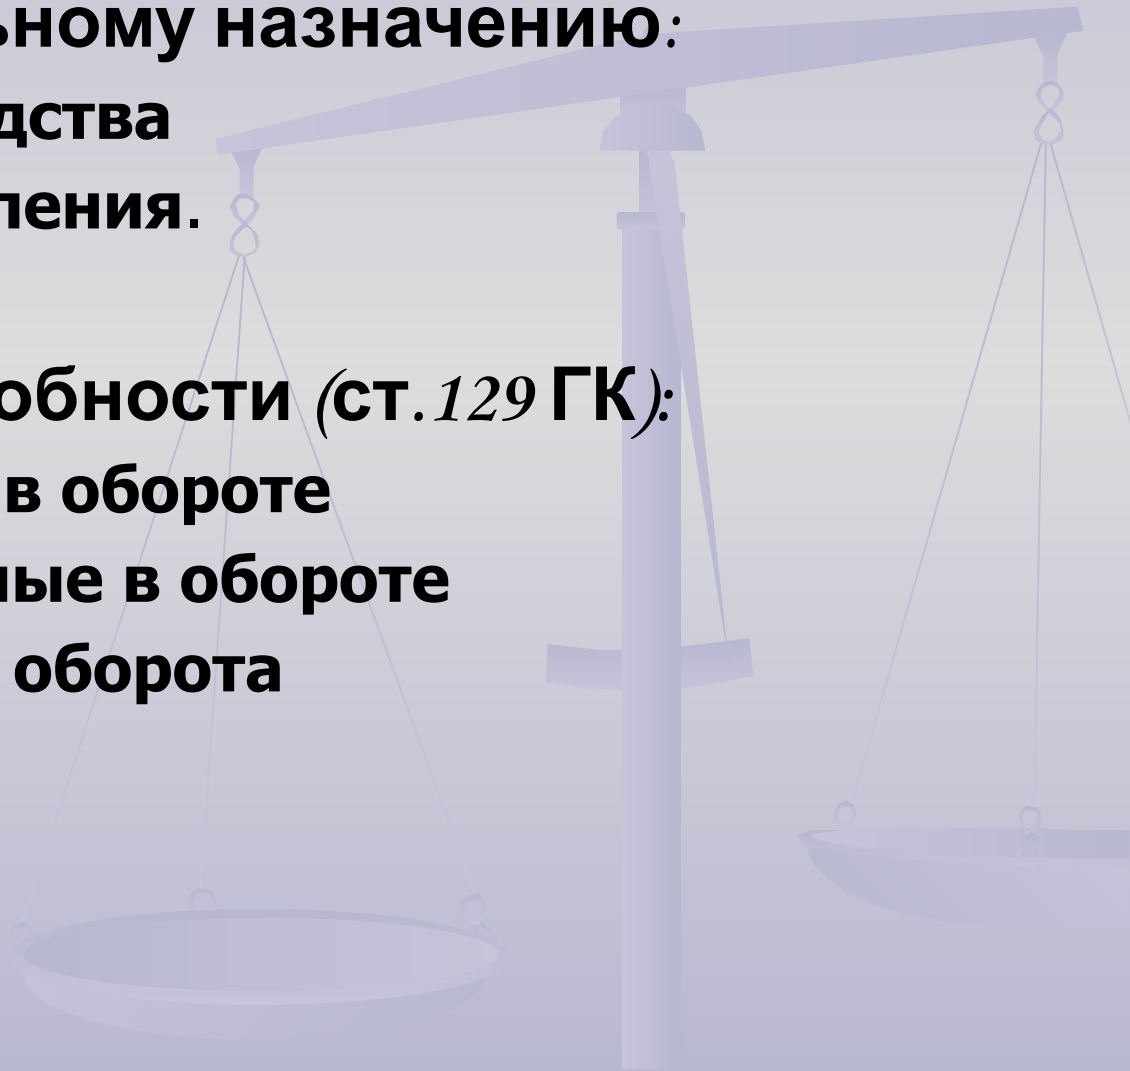 ьному назначению:
дства
ления.
обности (ст.129 ГК):
в обороте
ные в обороте
оборота